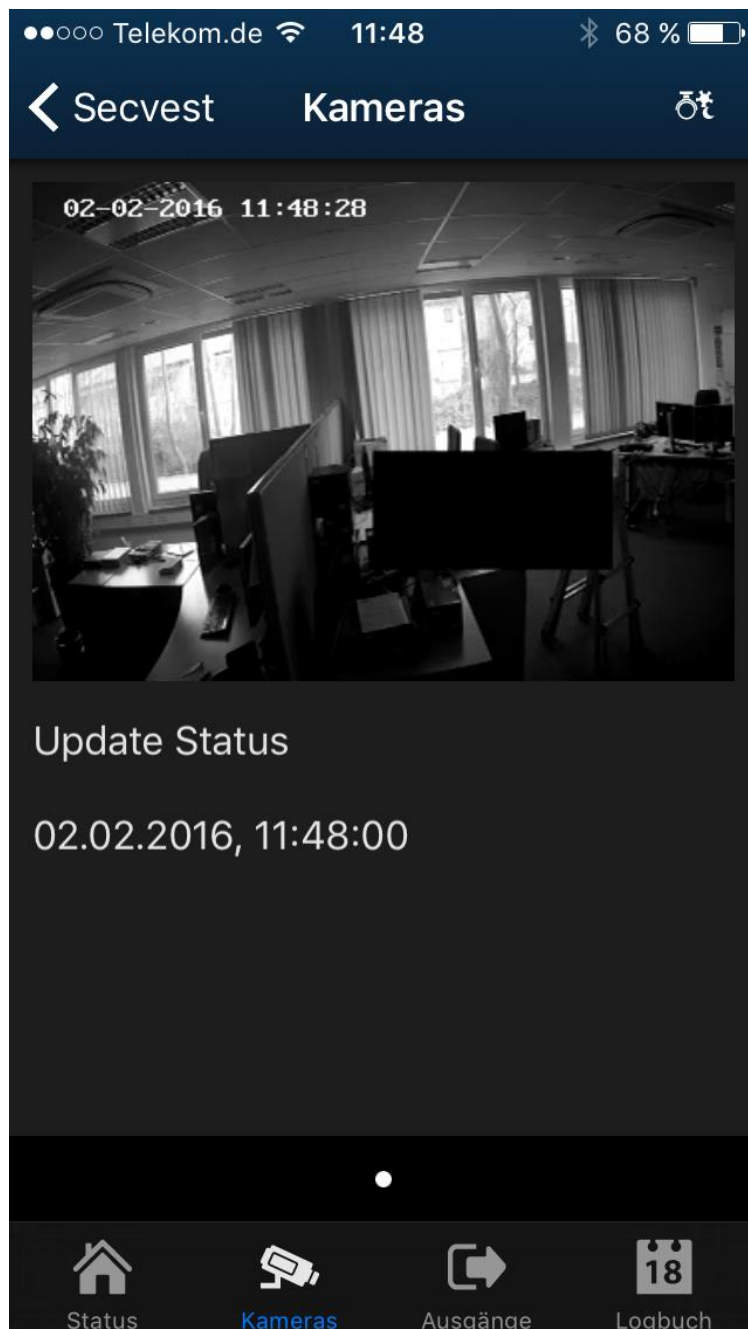 Telekom.de 11:48 68 %
Secvest Kameras
02-02-2016 11:48:28
Update Status
02.02.2016, 11:48:00
18
Status Kameras Ausgänge Logbuch